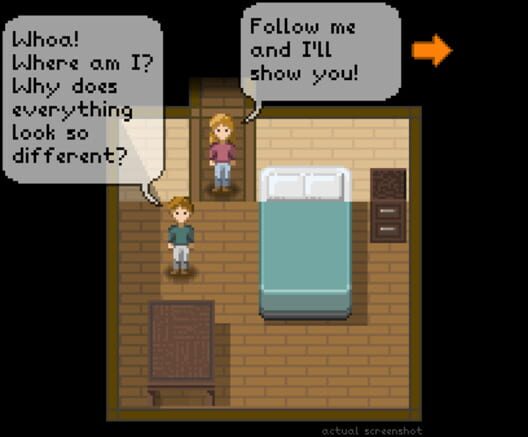 Whoa!
Where am I?
Why does
everything
look so
different?
Follow me
and I'll
show you!
actual screenshot